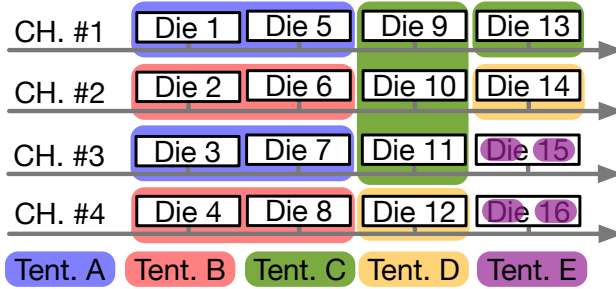 CH. #1 Die 1 Die 5 Die 9 Die 13
CH. #2 Die 2 Die 6 Die 10 Die 14
CH. #3 Die 3 Die 7 Die 11 Die 15
CH. #4 Die 4 Die 8 Die 12 Die 16
Tent. A Tent. B Tent. C Tent. D Tent. E